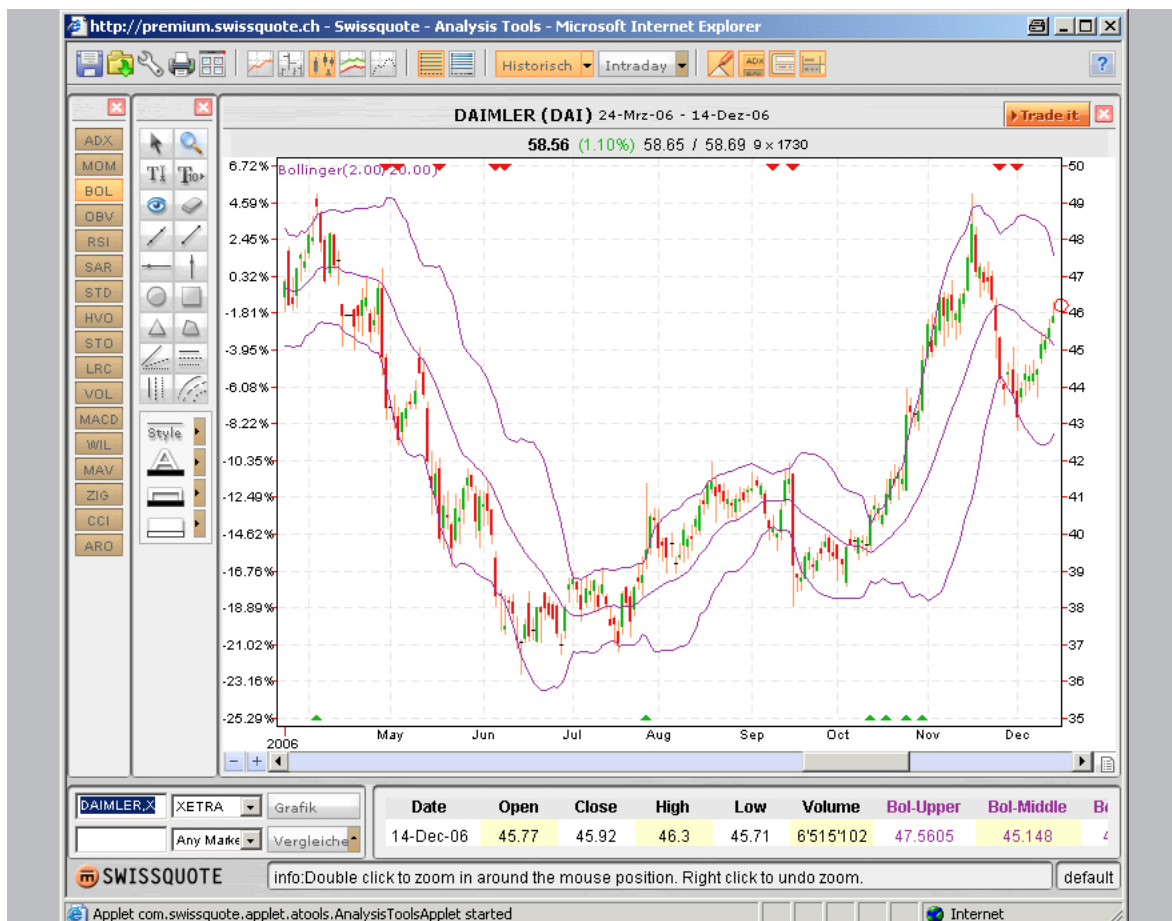 http://premium.swissquote.ch - Swissquote - Analysis Tools - Microsoft Internet Explorer
Historisch Intraday ADX ?
DAIMLER (DAI) 24-Mrz-06 - 14-Dez-06 Trade it
58.56 (1.10%) 58.65 / 58.69 9 x 1730
Bollinger(2.00/20.00)
ADX
MOM
BOL
OBV
RSI
SAR
STD
HVO
STO
LRC
VOL
MACD
WIL
MAV
ZIG
CCI
ARO
Style
6.72%
4.59%
2.45%
0.32%
-1.81%
-3.95%
-6.08%
-8.22%
-10.35%
-12.49%
-14.62%
-16.76%
-18.89%
-21.02%
-23.16%
-25.29%
50
49
48
47
46
45
44
43
42
41
40
39
38
37
36
35
2006 May Jun Jul Aug Sep Oct Nov Dec
DAIMLER,X XETRA Grafik
Any Marke Vergleiche
Date Open Close High Low Volume Bol-Upper Bol-Middle
14-Dec-06 45.77 45.92 46.3 45.71 6'515'102 47.5605 45.148
SWISSQUOTE info:Double click to zoom in around the mouse position. Right click to undo zoom. default
Applet com.swissquote.applet.atools.AnalysisToolsApplet started Internet